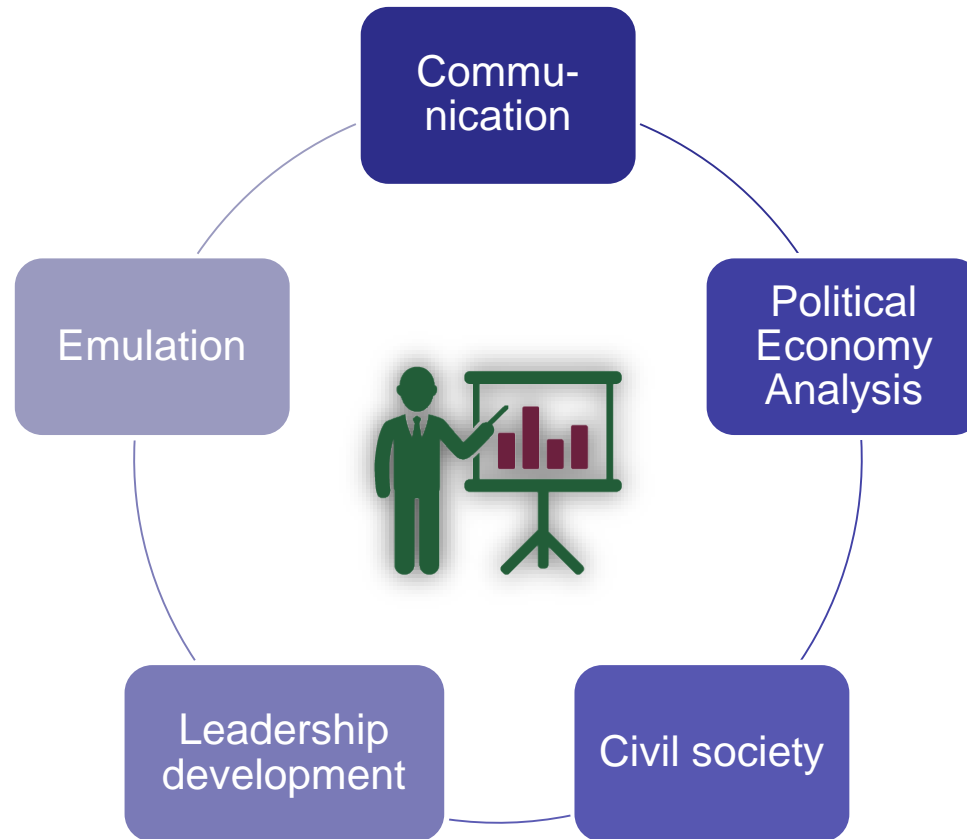 Commu-
nication
Political
Economy
Analysis
Civil society
Leadership
development
Emulation